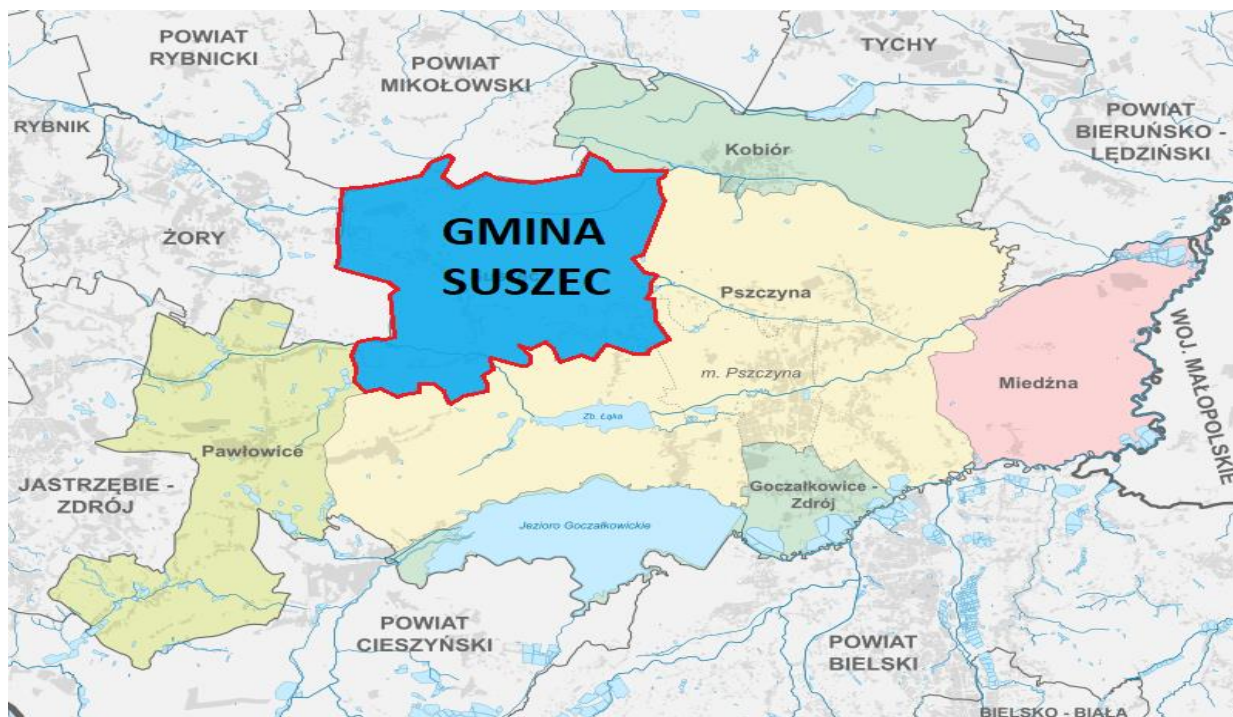 POWIAT
RYBNICKI
POWIAT
MIKOŁOWSKI
TYCHY
POWIAT
BIERUŃSKO -
LĘDZIŃSKI
RYBNIK
Kobiór
ŻORY
GMINA
SUSZEC
Pszczyna
m. Pszczyna
Miedźna
WOJ. MAŁOPOLSKIE
Zb. Łąka
Pawłowice
JASTRZĘBIE -
ZDRÓJ
Goczałkowice -
Zdrój
Jezioro Goczałkowickie
POWIAT
CIESZYŃSKI
POWIAT
BIELSKI
BIELSKO - BIAŁA